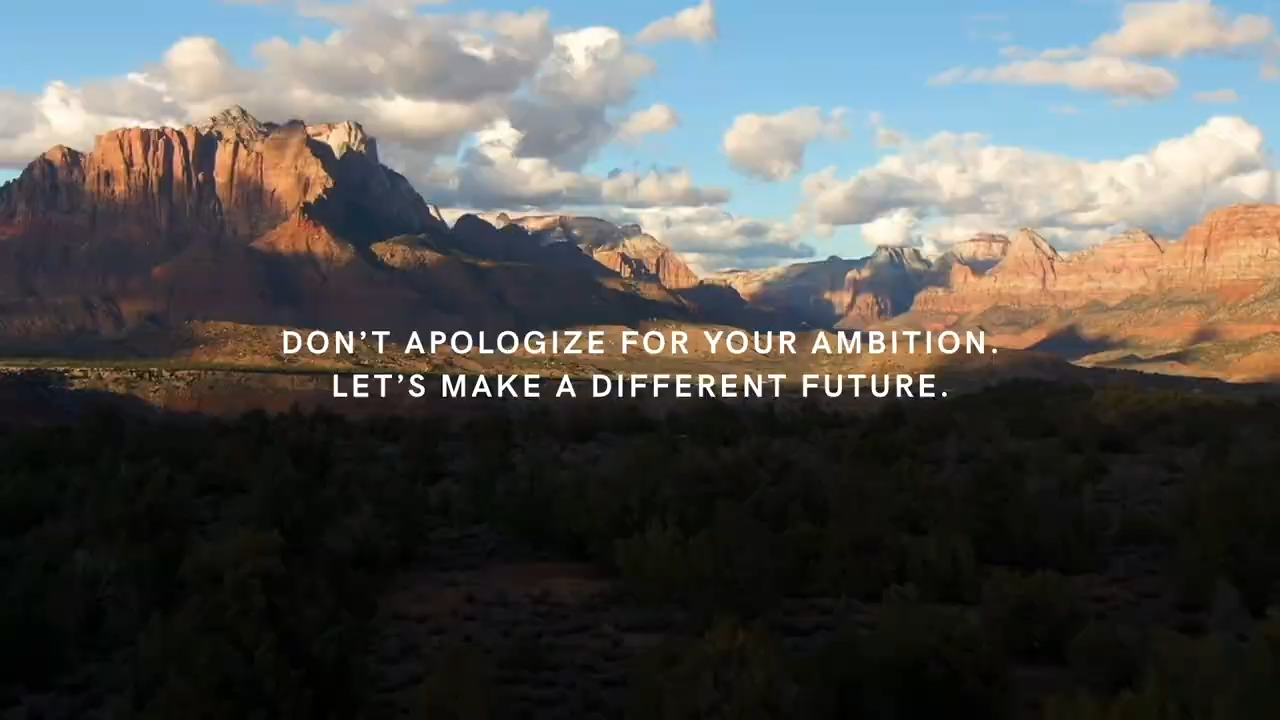 DON’T APOLOGIZE FOR YOUR AMBITION.
LET’S MAKE A DIFFERENT FUTURE.